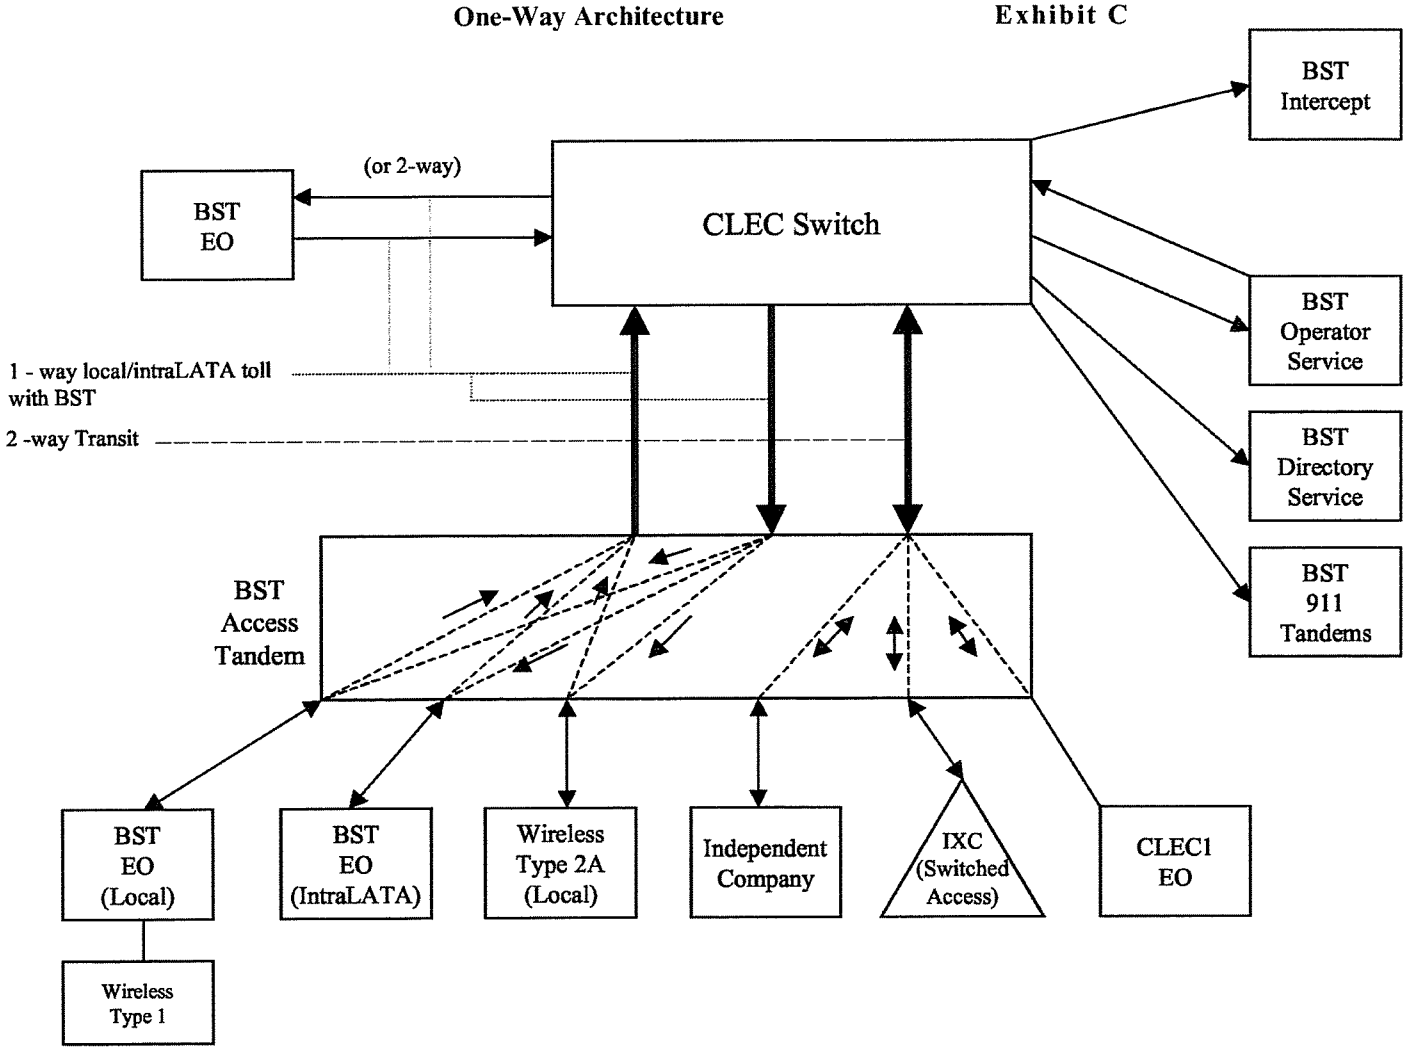 One-Way Architecture
Exhibit C
BST
Intercept
(or 2-way)
BST
EO
CLEC Switch
BST
Operator
Service
1 - way local/intraLATA toll
with BST
2 -way Transit
BST
Directory
Service
BST
911
Tandems
BST
Access
Tandem
BST
EO
(Local)
BST
EO
(IntraLATA)
Wireless
Type 2A
(Local)
Independent
Company
IXC
(Switched
Access)
CLEC1
EO
Wireless
Type 1